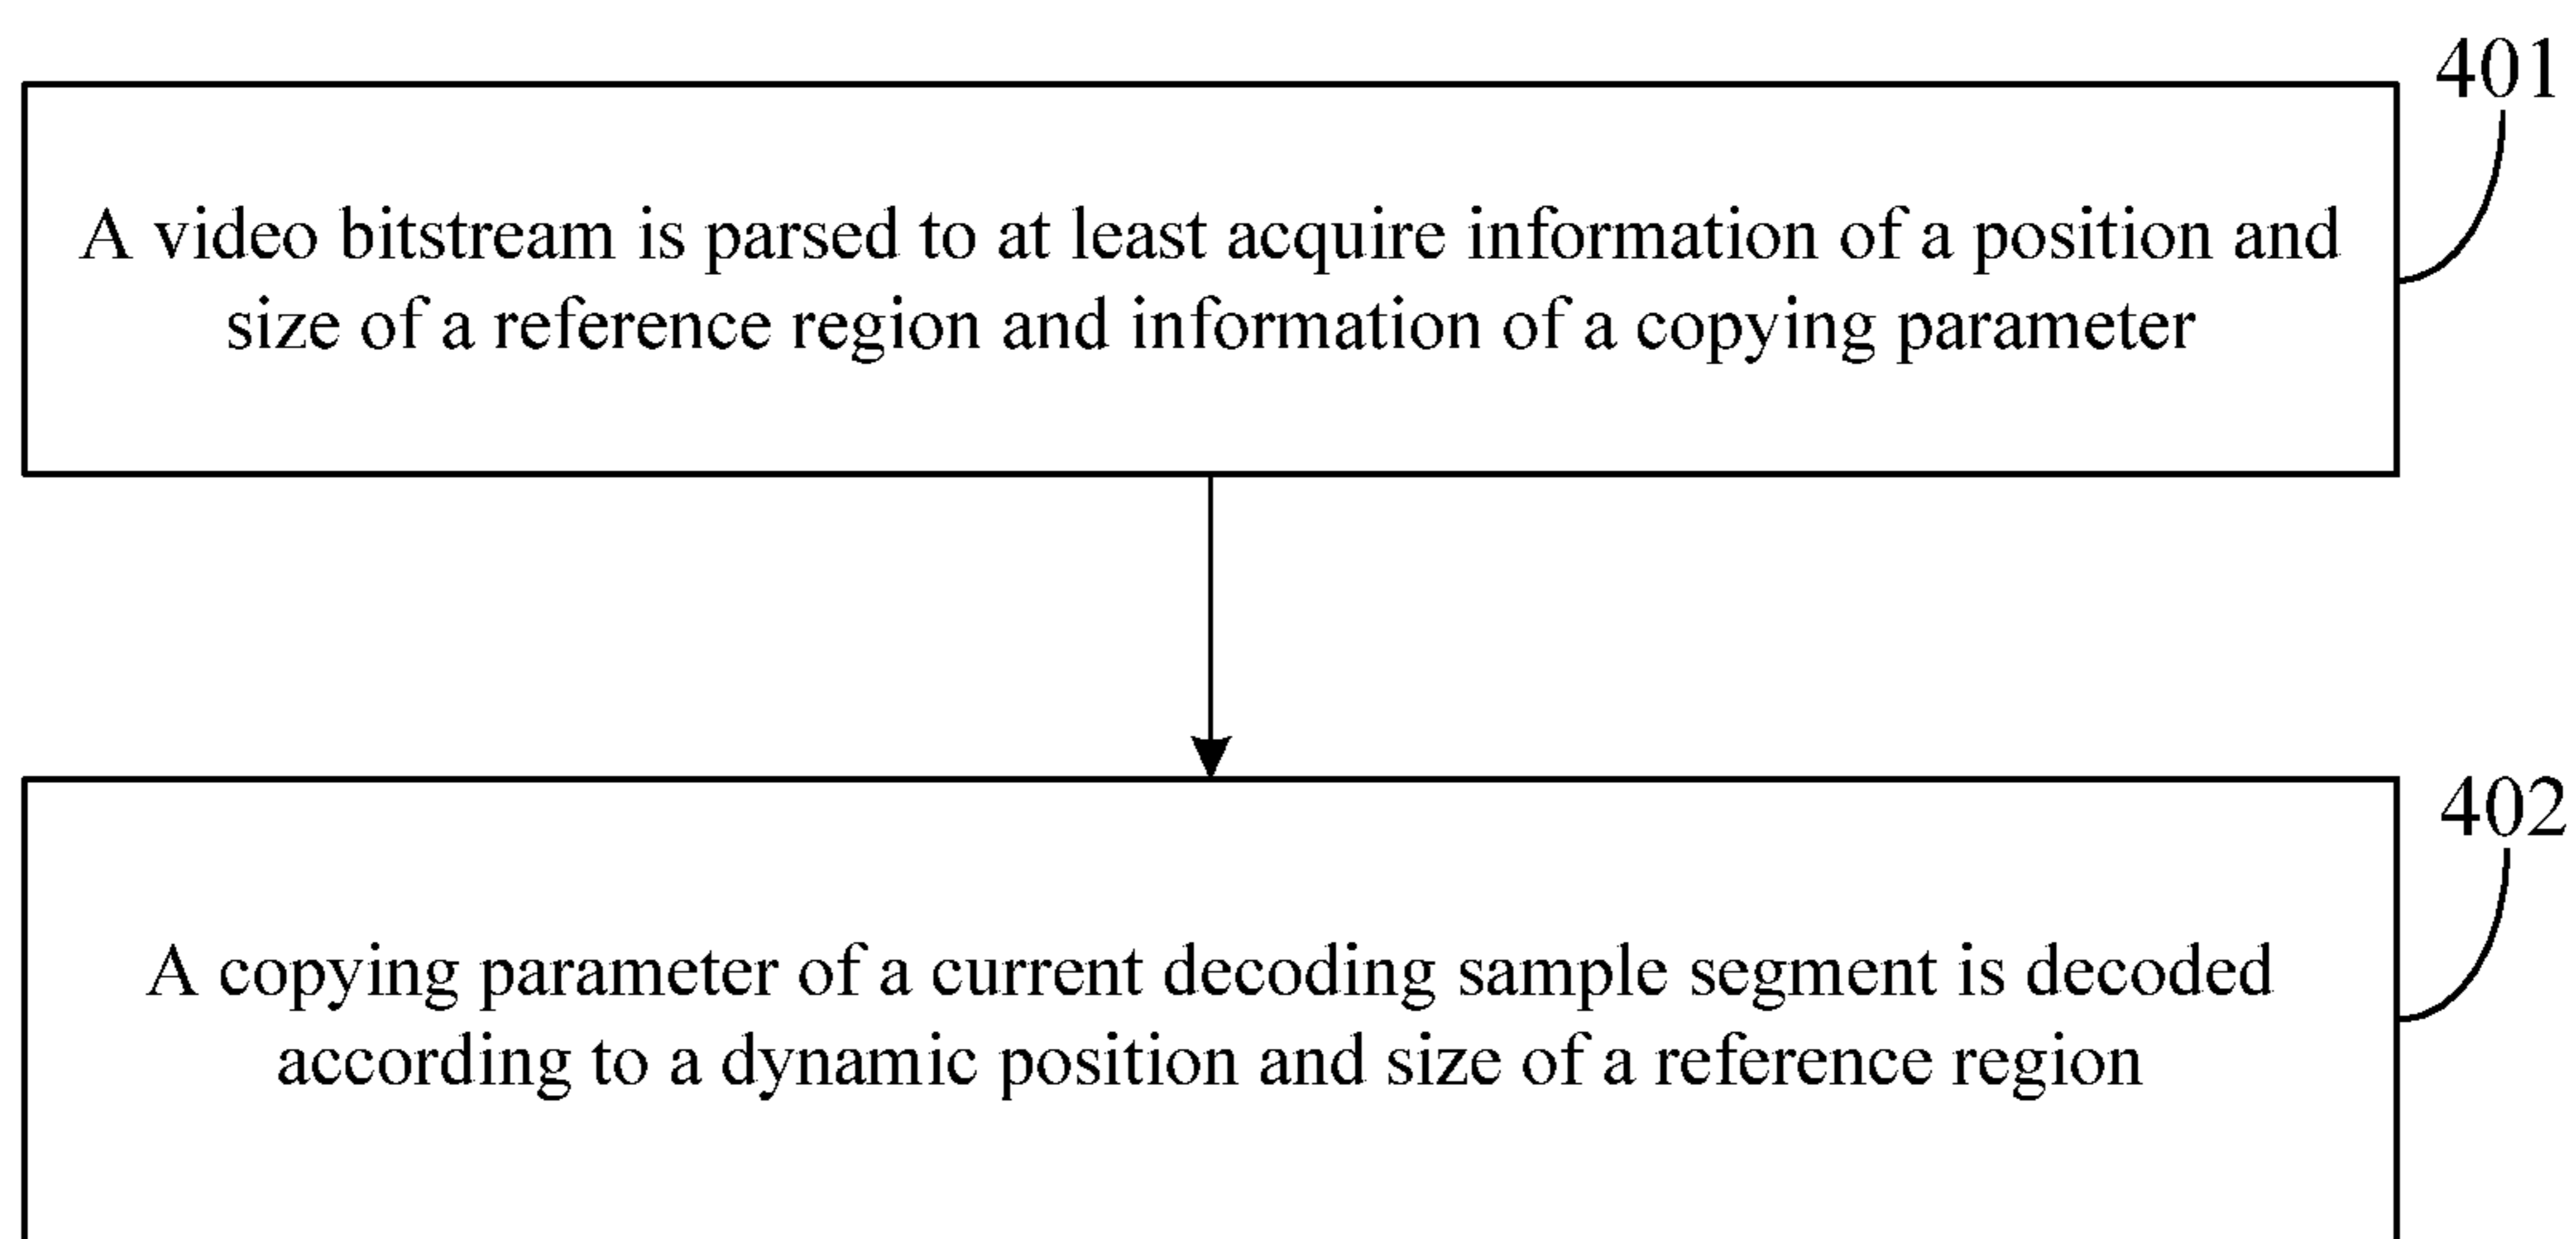 401
A video bitstream is parsed to at least acquire information of a position and
size of a reference region and information of a copying parameter
402
A copying parameter of a current decoding sample segment is decoded
according to a dynamic position and size of a reference region